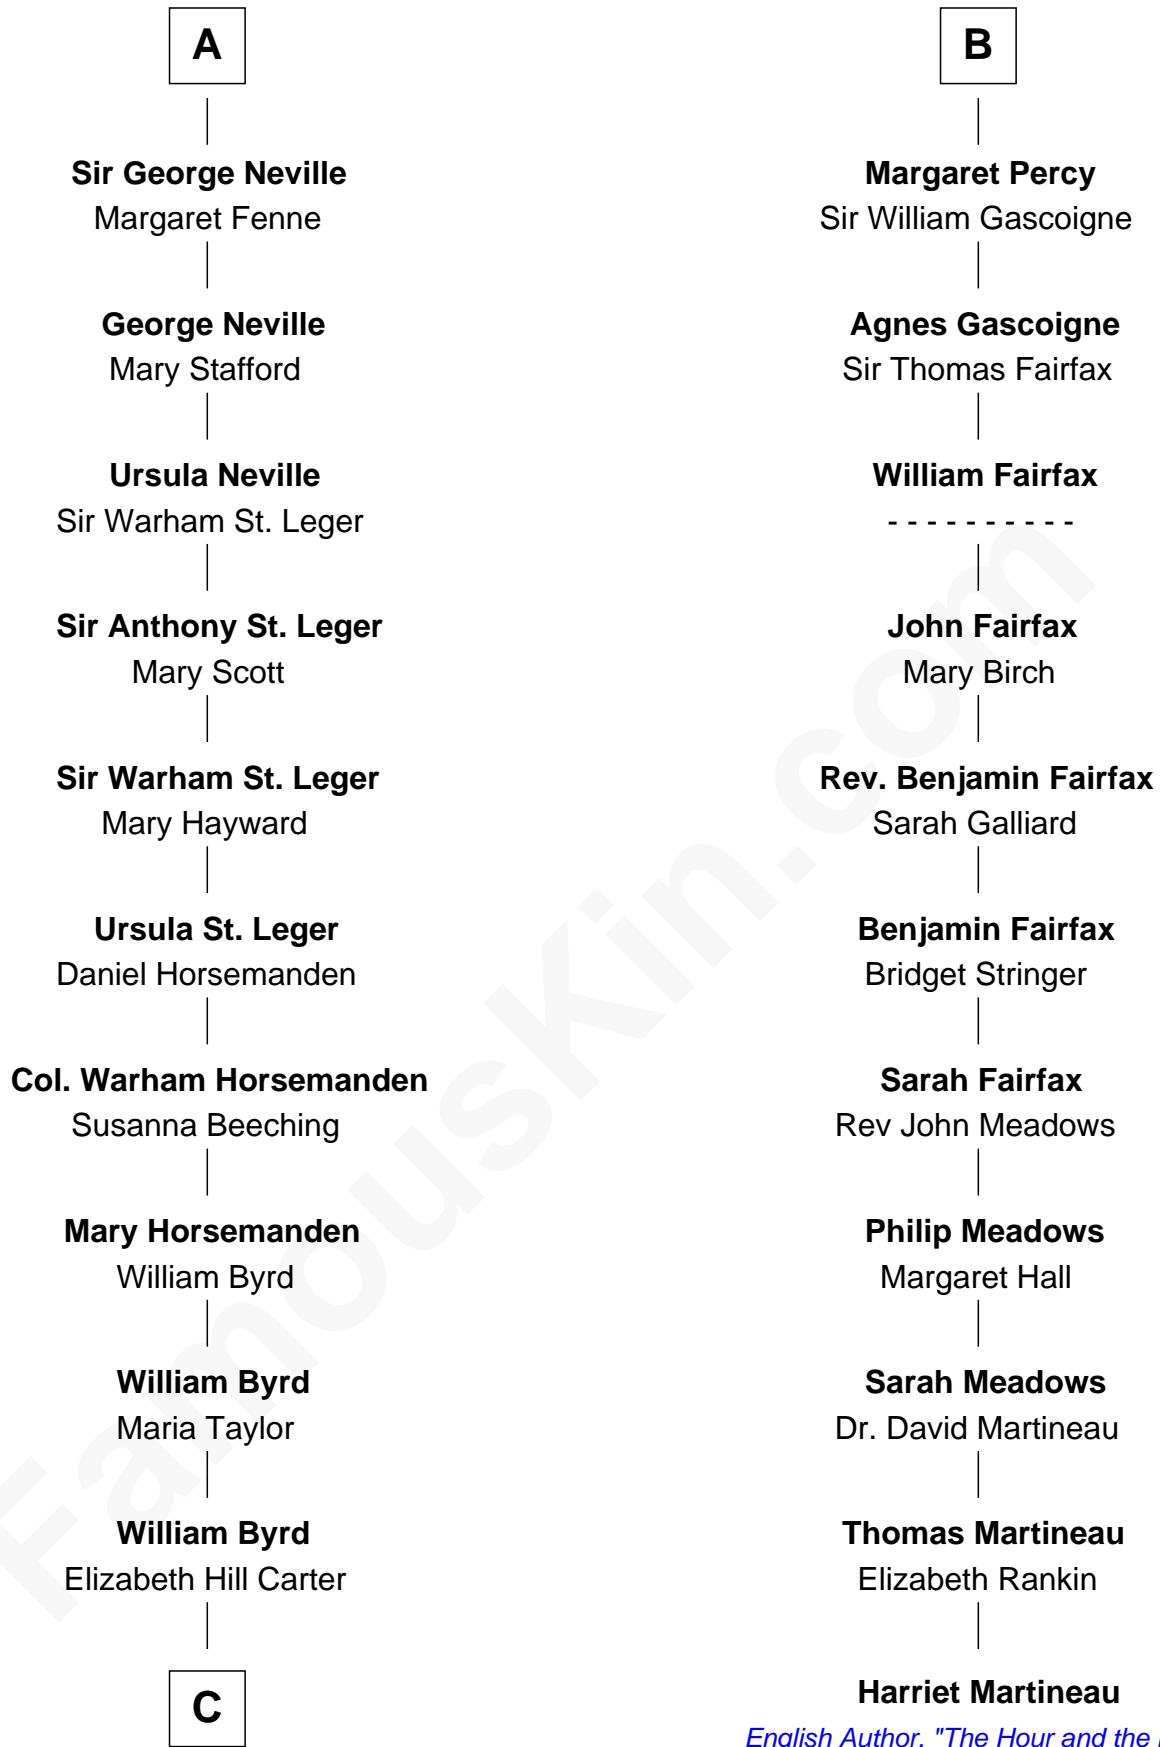 A
Sir George Neville
Margaret Fenne
George Neville
Mary Stafford
Ursula Neville
Sir Warham St. Leger
Sir Anthony St. Leger
Mary Scott
Sir Warham St. Leger
Mary Hayward
Ursula St. Leger
Daniel Horsemanden
Col. Warham Horsemanden
Susanna Beeching
Mary Horsemanden
William Byrd
William Byrd
Maria Taylor
William Byrd
Elizabeth Hill Carter
C
B
Margaret Percy
Sir William Gascoigne
Agnes Gascoigne
Sir Thomas Fairfax
William Fairfax
- - - - - - - - - -
John Fairfax
Mary Birch
Rev. Benjamin Fairfax
Sarah Galliard
Benjamin Fairfax
Bridget Stringer
Sarah Fairfax
Rev John Meadows
Philip Meadows
Margaret Hall
Sarah Meadows
Dr. David Martineau
Thomas Martineau
Elizabeth Rankin
Harriet Martineau
English Author, "The Hour and the
FamousKin.com